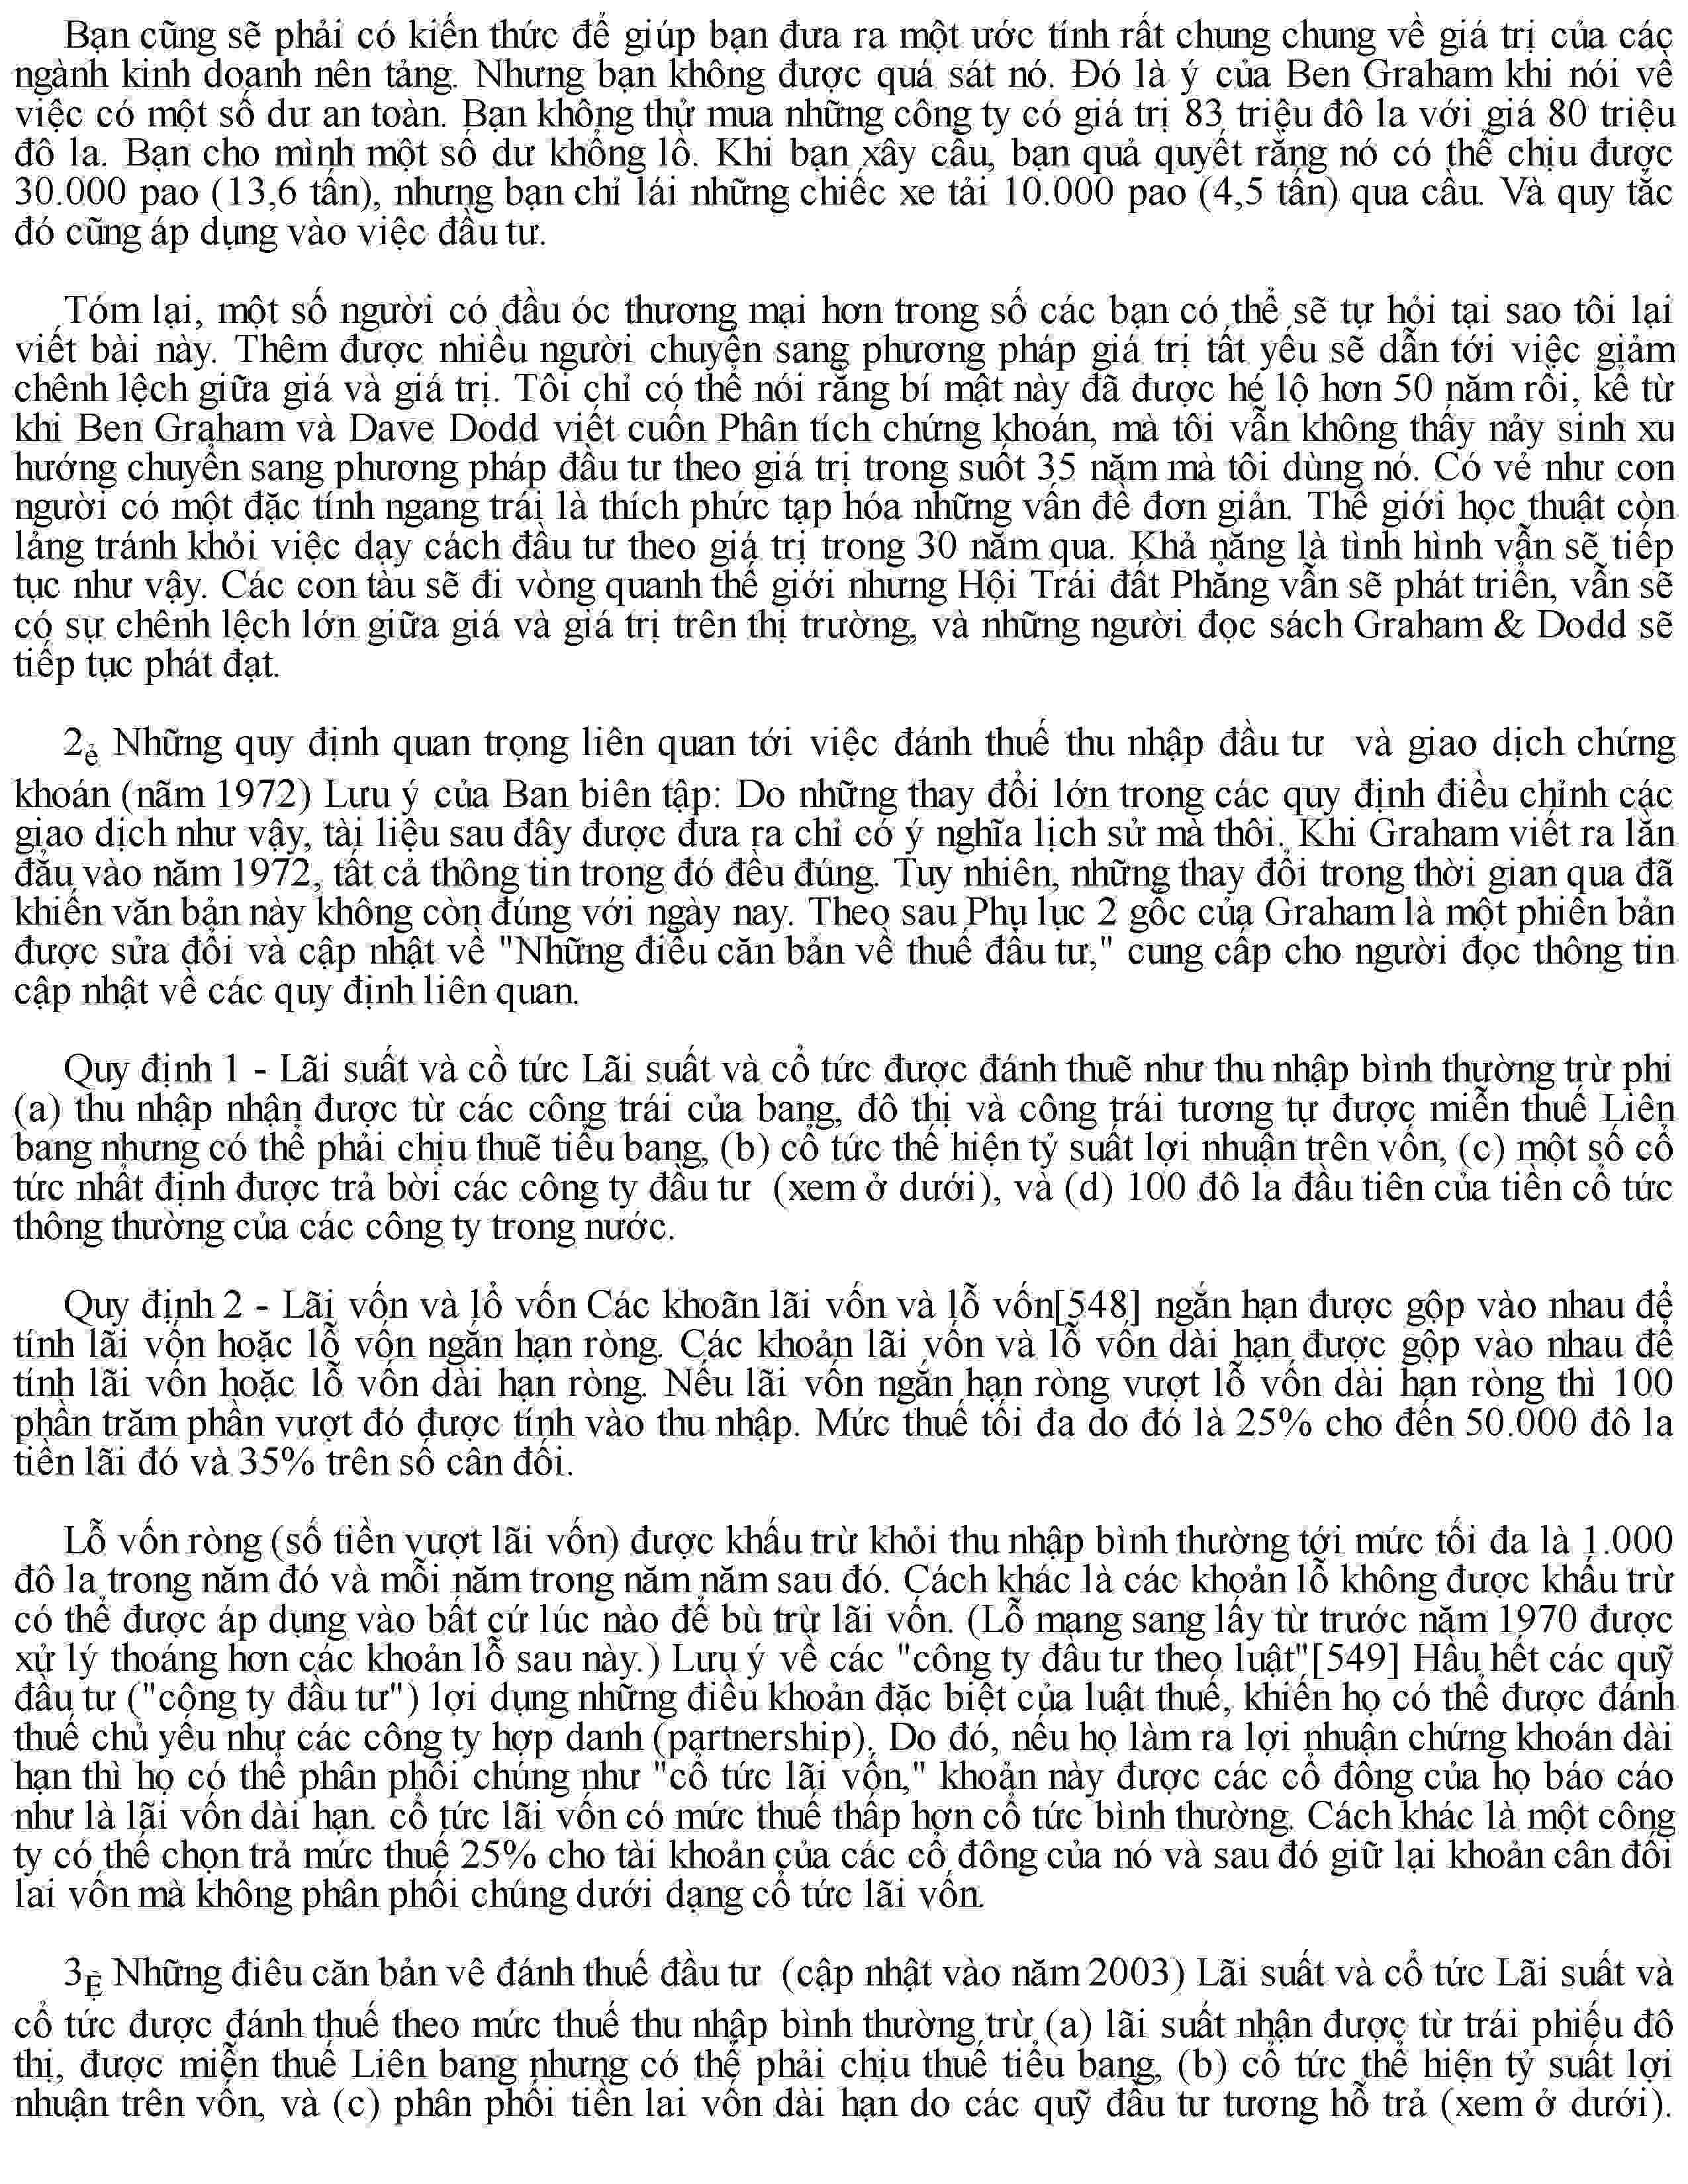 Bạn cũng sẽ phải có kiến thức để giúp bạn đưa ra một ước tính rất chung chung về giá trị của các
ngành kinh doanh nên tảng. Nhưng bạn không được quá sát nó. Đó là ý của Ben Graham khi nói về
việc có một số dư an toàn. Bạn không thử mua những công ty có giá trị 83 triệu đô la với giá 80 triệu
đô la. Bạn cho mình một số dư khổng lồ. Khi bạn xây cầu, bạn quả quyết rằng nó có thể chịu được
30.000 pao (13,6 tấn), nhưng bạn chỉ lái những chiếc xe tải 10.000 pao (4,5 tấn) qua cầu. Và quy tắc
đó cũng áp dụng vào việc đầu tư.
Tóm lại, một số người có đầu óc thương mại hơn trong số các bạn có thể sẽ tự hỏi tại sao tôi lại
viết bài này. Thêm được nhiều người chuyển sang phương pháp giá trị tất yếu sẽ dẫn tới việc giảm
chênh lệch giữa giá và giá trị. Tôi chỉ có thể nói rằng bí mật này đã được hé lộ hơn 50 năm rồi, kể từ
khi Ben Graham và Dave Dodd viết cuốn Phân tích chứng khoán, mà tôi vẫn không thấy nảy sinh xu
hướng chuyển sang phương pháp đầu tư theo giá trị trong suốt 35 năm mà tôi dùng nó. Có vẻ như con
người có một đặc tính ngang trái là thích phức tạp hóa những vấn đề đơn giản. Thế giới học thuật còn
lảng tránh khỏi việc dạy cách đầu tư theo giá trị trong 30 năm qua. Khả năng là tình hình vẫn sẽ tiếp
tục như vậy. Các con tàu sẽ đi vòng quanh thế giới nhưng Hội Trái đất Phẳng vẫn sẽ phát triển, vẫn sẽ
có sự chênh lệch lớn giữa giá và giá trị trên thị trường, và những người đọc sách Graham & Dodd sẽ
tiếp tục phát đạt.
2ẻ Những quy định quan trọng liên quan tới việc đánh thuế thu nhập đầu tư và giao dịch chứng
khoán (năm 1972) Lưu ý của Ban biên tập: Do những thay đổi lớn trong các quy định điều chỉnh các
giao dịch như vậy, tài liệu sau đây được đưa ra chỉ có ý nghĩa lịch sử mà thôi. Khi Graham viết ra lần
đầu vào năm 1972, tất cả thông tin trong đó đều đúng. Tuy nhiên, những thay đổi trong thời gian qua đã
khiến văn bản này không còn đúng với ngày nay. Theo sau Phụ lục 2 gốc của Graham là một phiên bản
được sửa đổi và cập nhật về "Những điều căn bản về thuế đầu tư," cung cấp cho người đọc thông tin
cập nhật về các quy định liên quan.
Quy định 1 - Lãi suất và cổ tức Lãi suất và cổ tức được đánh thuẽ như thu nhập bình thường trừ phi
(a) thu nhập nhận được từ các công trái của bang, đô thị và công trái tương tự được miễn thuế Liên
bang nhưng có thể phải chịu thuẽ tiểu bang, (b) cổ tức thể hiện tỷ suất lợi nhuận trên vốn, (c) một số cổ
tức nhất định được trả bời các công ty đầu tư (xem ở dưới), và (d) 100 đô la đầu tiên của tiền cổ tức
thông thường của các công ty trong nước.
Quy định 2 - Lãi vốn và lổ vốn Các khoãn lãi vốn và lỗ vốn[548] ngắn hạn được gộp vào nhau để
tính lãi vốn hoặc lỗ vốn ngắn hạn ròng. Các khoản lãi vốn và lỗ vốn dài hạn được gộp vào nhau để
tính lãi vốn hoặc lỗ vốn dài hạn ròng. Nếu lãi vốn ngắn hạn ròng vượt lỗ vốn dài hạn ròng thì 100
phần trăm phần vượt đó được tính vào thu nhập. Mức thuế tối đa do đó là 25% cho đến 50.000 đô la
tiền lãi đó và 35% trên số cân đối.
Lỗ vốn ròng (số tiền vượt lãi vốn) được khấu trừ khỏi thu nhập bình thường tới mức tối đa là 1.000
đô la trong năm đó và mỗi năm trong năm năm sau đó. Cách khác là các khoản lỗ không được khấu trừ
có thể được áp dụng vào bất cứ lúc nào để bù trừ lãi vốn. (Lỗ mang sang lấy từ trước năm 1970 được
xử lý thoáng hơn các khoản lỗ sau này.) Lưu ý về các "công ty đầu tư theo luật"[549] Hầu hết các quỹ
đầu tư ("công ty đầu tư") lợi dụng những điều khoản đặc biệt của luật thuế, khiến họ có thể được đánh
thuế chủ yếu như các công ty hợp danh (partnership). Do đó, nếu họ làm ra lợi nhuận chứng khoán dài
hạn thì họ có thể phân phối chúng như "cổ tức lãi vốn," khoản này được các cổ đông của họ báo cáo
như là lãi vốn dài hạn. cổ tức lãi vốn có mức thuế thấp hơn cổ tức bình thường. Cách khác là một công
ty có thể chọn trả mức thuế 25% cho tài khoản của các cổ đông của nó và sau đó giữ lại khoản cân đối
lai vốn mà không phân phối chúng dưới dạng cổ tức lãi vốn.
3Ệ Những điêu căn bản vê đánh thuế đầu tư (cập nhật vào năm 2003) Lãi suất và cổ tức Lãi suất và
cổ tức được đánh thuế theo mức thuế thu nhập bình thường trừ (a) lãi suất nhận được từ trái phiếu đô
thị, được miễn thuế Liên bang nhưng có thể phải chịu thuế tiểu bang, (b) cổ tức thể hiện tỷ suất lợi
nhuận trên vốn, và (c) phân phối tiền lai vốn dài hạn do các quỹ đầu tư tương hỗ trả (xem ở dưới).